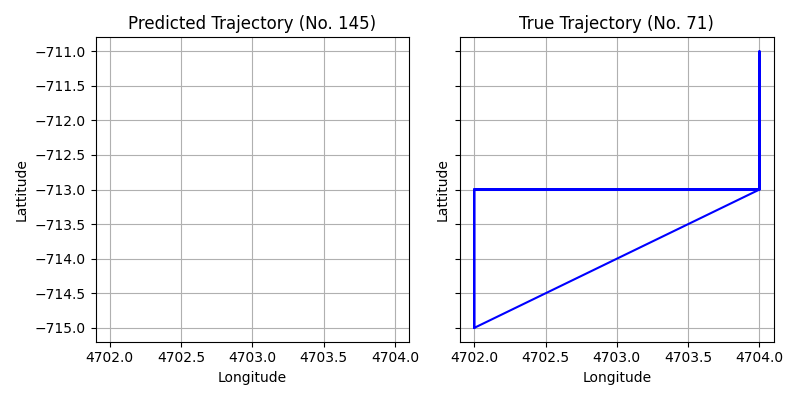 Predicted Trajectory (No. 145)
True Trajectory (No. 71)
−711.0
−711.5
−712.0
−712.5
−713.0
−713.5
−714.0
−714.5
−715.0
Lattitude
Lattitude
4702.0 4702.5 4703.0 4703.5 4704.0
4702.0 4702.5 4703.0 4703.5 4704.0
Longitude
Longitude